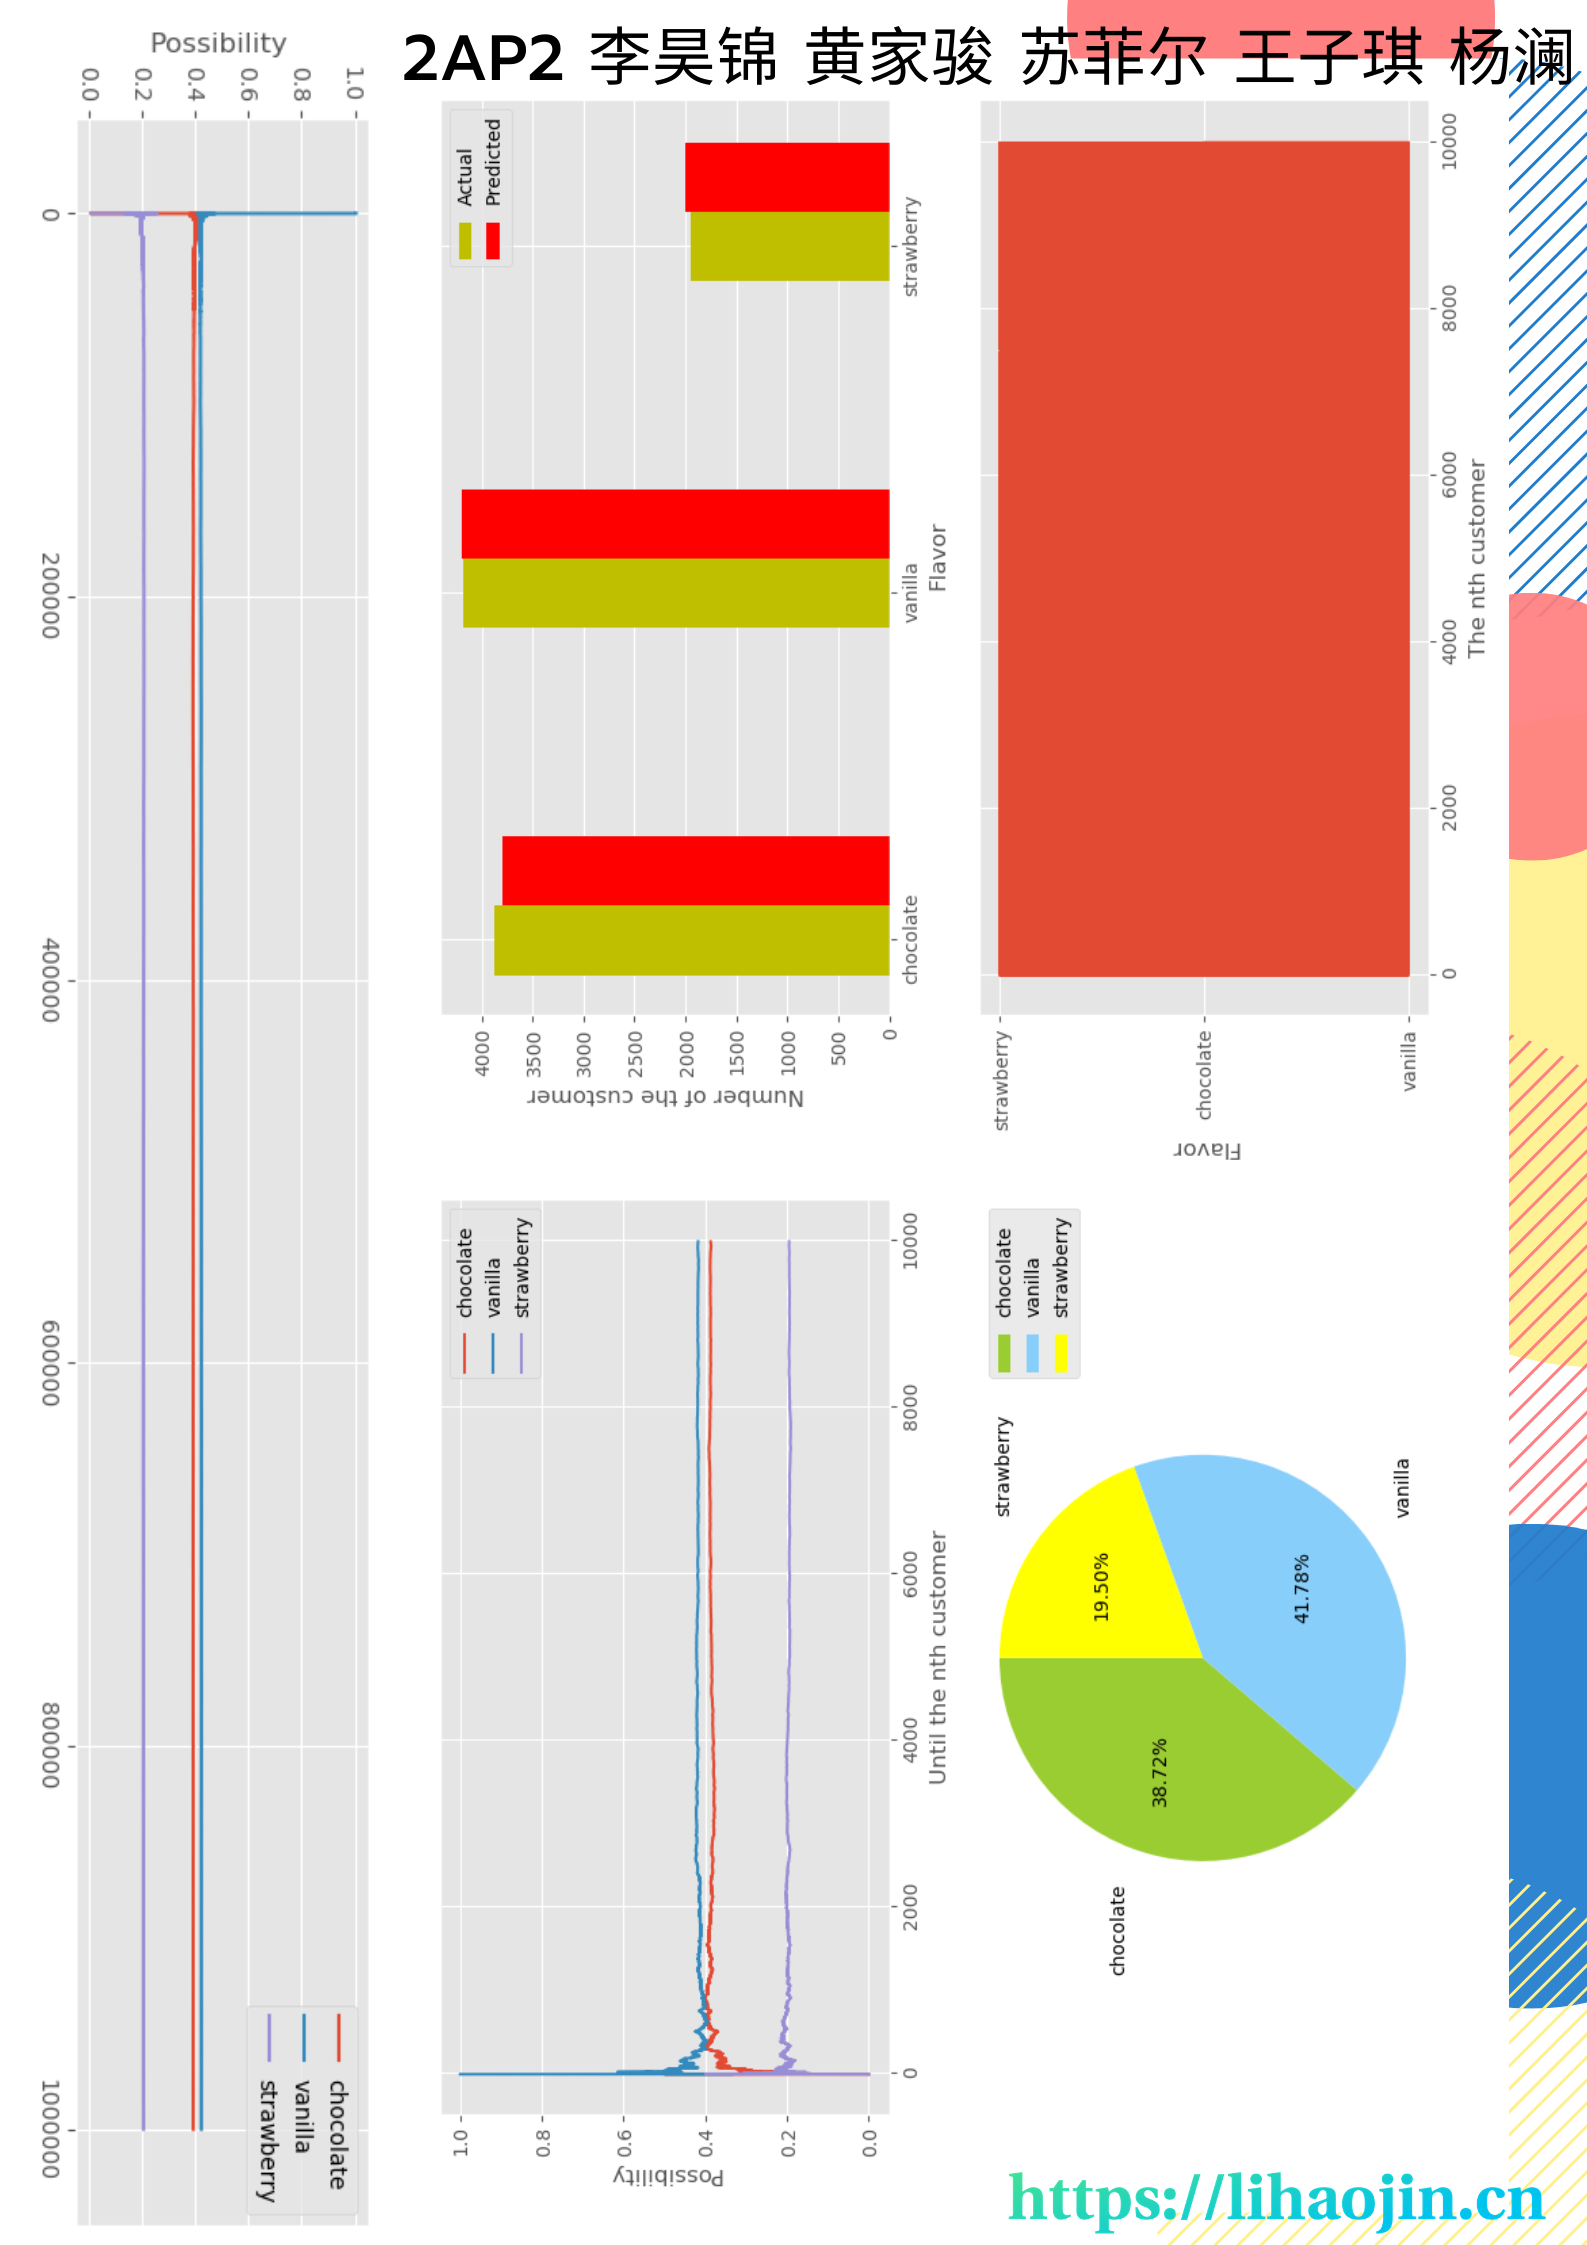 2AP2 李昊锦 黄家骏 苏菲尔 王子琪 杨澜
Possibility
0.0 0.2 0.4 0.6 0.8 1.0
0
200000
400000
600000
800000
1000000
chocolate
vanilla
strawberry
Actual
Predicted
4000
3500
3000
2500
2000
1500
1000
500
0
Number of the customer
chocolate
vanilla
strawberry
Flavor
strawberry
chocolate
vanilla
Flavor
0
2000
4000
6000
8000
10000
The nth customer
chocolate
vanilla
strawberry
1.0
0.8
0.6
0.4
0.2
0.0
Possibility
0
2000
4000
6000
8000
10000
Until the nth customer
chocolate
vanilla
strawberry
strawberry
19.50%
vanilla
41.78%
chocolate
38.72%
https://lihaojin.cn